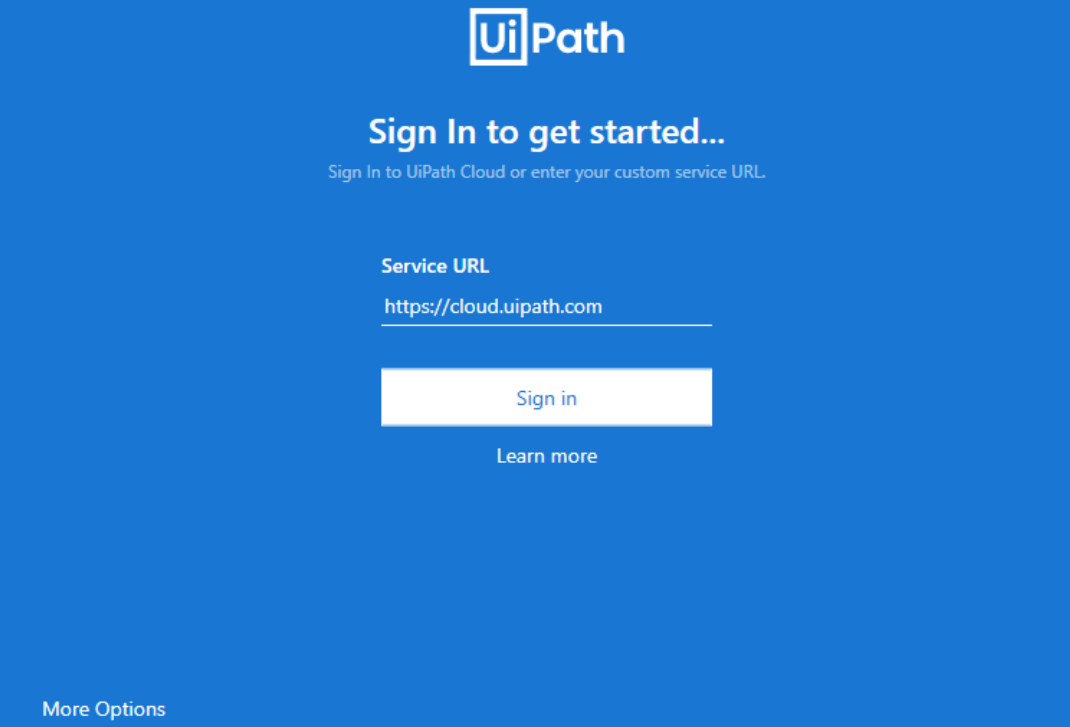 UiPath
Sign In to get started...
Sign In to UiPath Cloud or enter your custom service URL.
Service URL
https://cloud.uipath.com
Sign in
Learn more
More Options